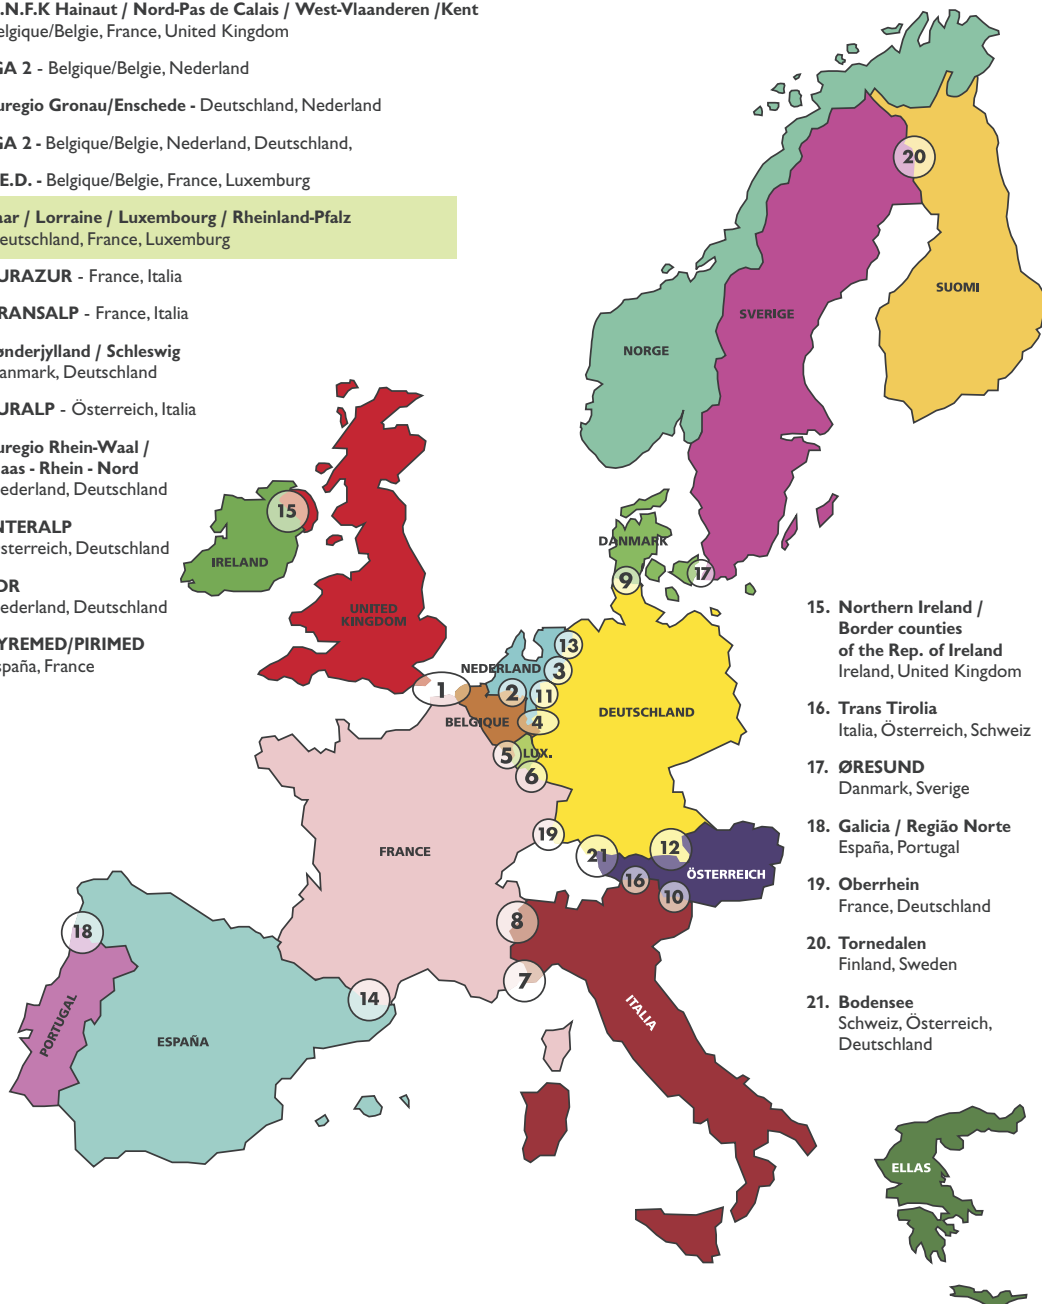 .N.F.K Hainaut / Nord-Pas de Calais / West-Vlaanderen /Kent
elgique/Belgie, France, United Kingdom
GA 2 - Belgique/Belgie, Nederland
uregio Gronau/Enschede - Deutschland, Nederland
GA 2 - Belgique/Belgie, Nederland, Deutschland,
.E.D. - Belgique/Belgie, France, Luxemburg
aar / Lorraine / Luxembourg / Rheinland-Pfalz
eutschland, France, Luxemburg
URAZUR - France, Italia
RANSALP - France, Italia
ønderjylland / Schleswig
anmark, Deutschland
URALP - Österreich, Italia
uregio Rhein-Waal /
aas - Rhein - Nord
ederland, Deutschland
NTERALP
sterreich, Deutschland
DR
ederland, Deutschland
YREMED/PIRIMED
spaña, France
20
SUOMI
SVERIGE
NORGE
15
IRELAND
UNITED
KINGDOM
DANMARK
9
17
13
NEDERLAND
3
1
2
11
BELGIQUE
4
DEUTSCHLAND
5
LUX.
6
19
FRANCE
21
12
16
ÖSTERREICH
10
8
18
7
14
ITALIA
PORTUGAL
ESPAÑA
ELLAS
15. Northern Ireland /
Border counties
of the Rep. of Ireland
Ireland, United Kingdom
16. Trans Tirolia
Italia, Österreich, Schweiz
17. ØRESUND
Danmark, Sverige
18. Galicia / Região Norte
España, Portugal
19. Oberrhein
France, Deutschland
20. Tornedalen
Finland, Sweden
21. Bodensee
Schweiz, Österreich,
Deutschland